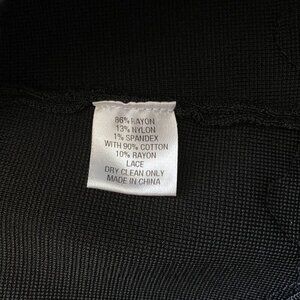 86% RAYON
13% NYLON
1% SPANDEX
WITH 90% COTTON
10% RAYON
LACE
DRY CLEAN ONLY
MADE IN CHINA